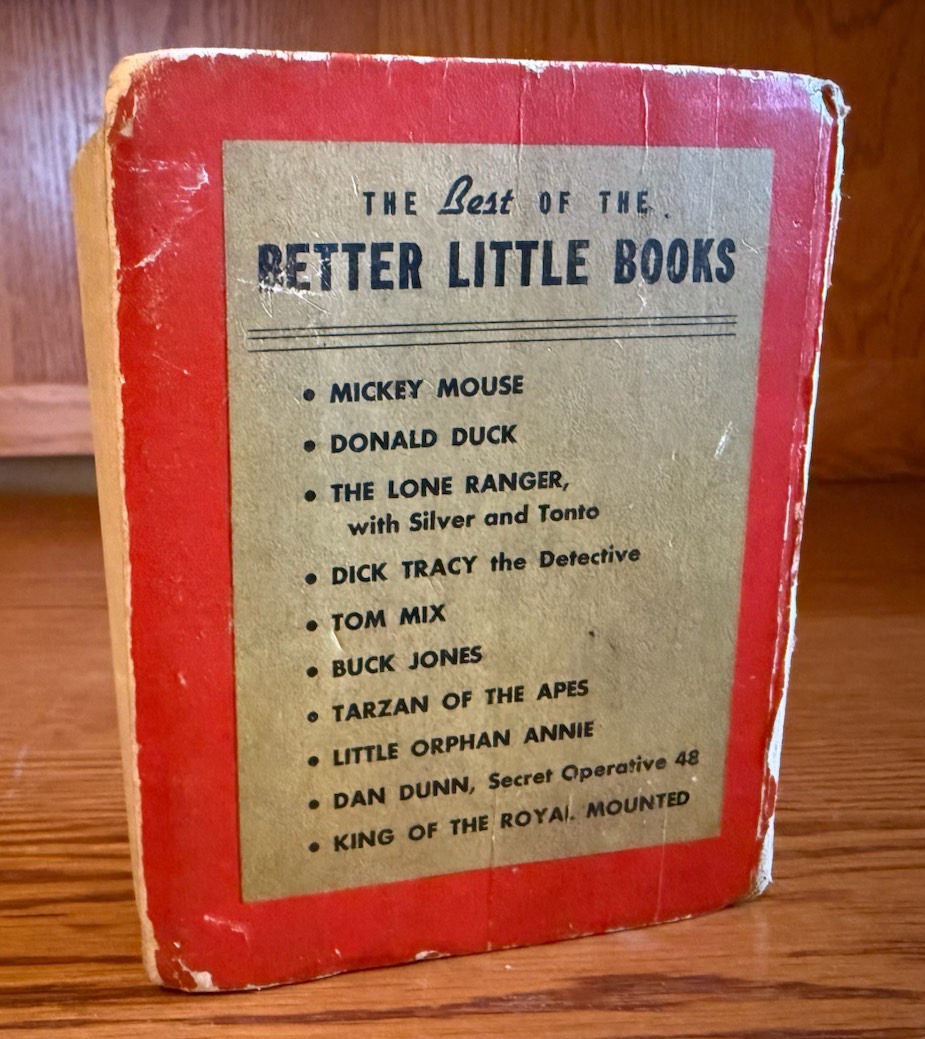 THE Best OF THE
BETTER LITTLE BOOKS
• MICKEY MOUSE
• DONALD DUCK
• THE LONE RANGER,
with Silver and Tonto
• DICK TRACY the Detective
• TOM MIX
• BUCK JONES
• TARZAN OF THE APES
• LITTLE ORPHAN ANNIE
• DAN DUNN, Secret Operative 48
• KING OF THE ROYAL MOUNTED